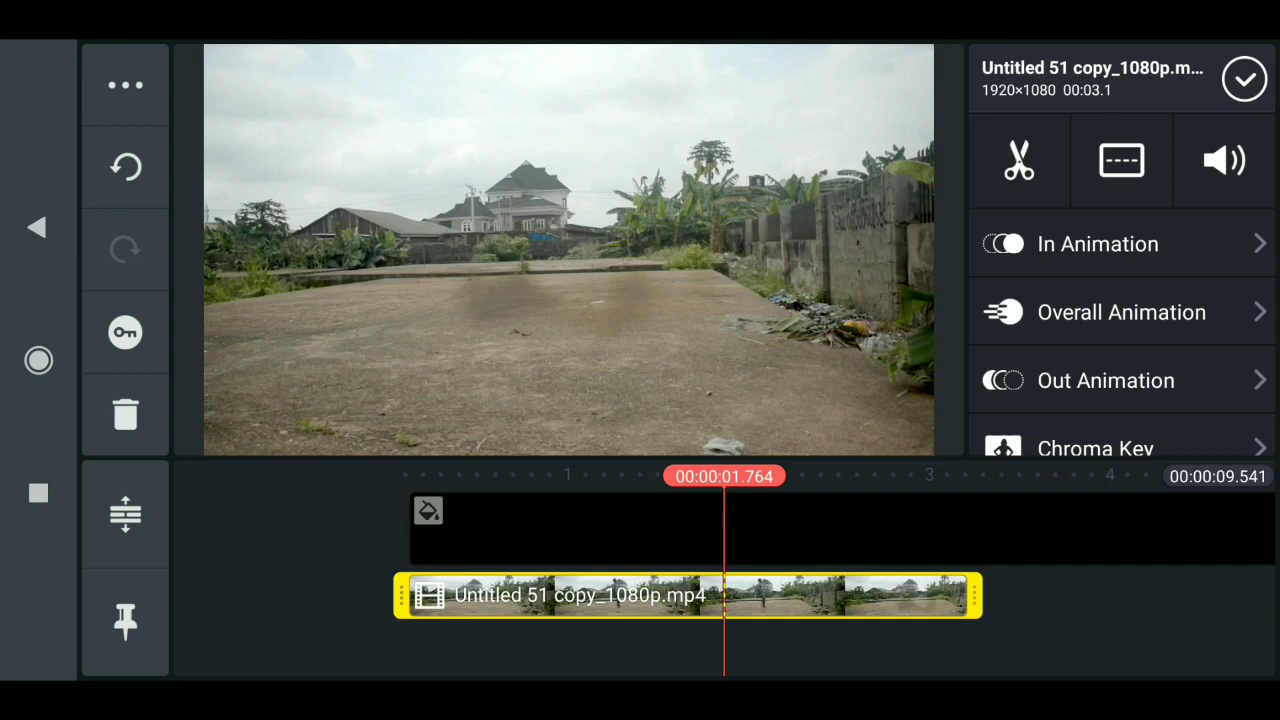 Untitled 51 copy_1080p.m...
1920×1080 00:03.1
In Animation
Overall Animation
Out Animation
Chroma Key
1
00:00:01.764
3
4
00:00:09.541
Untitled 51 copy_1080p.mp4